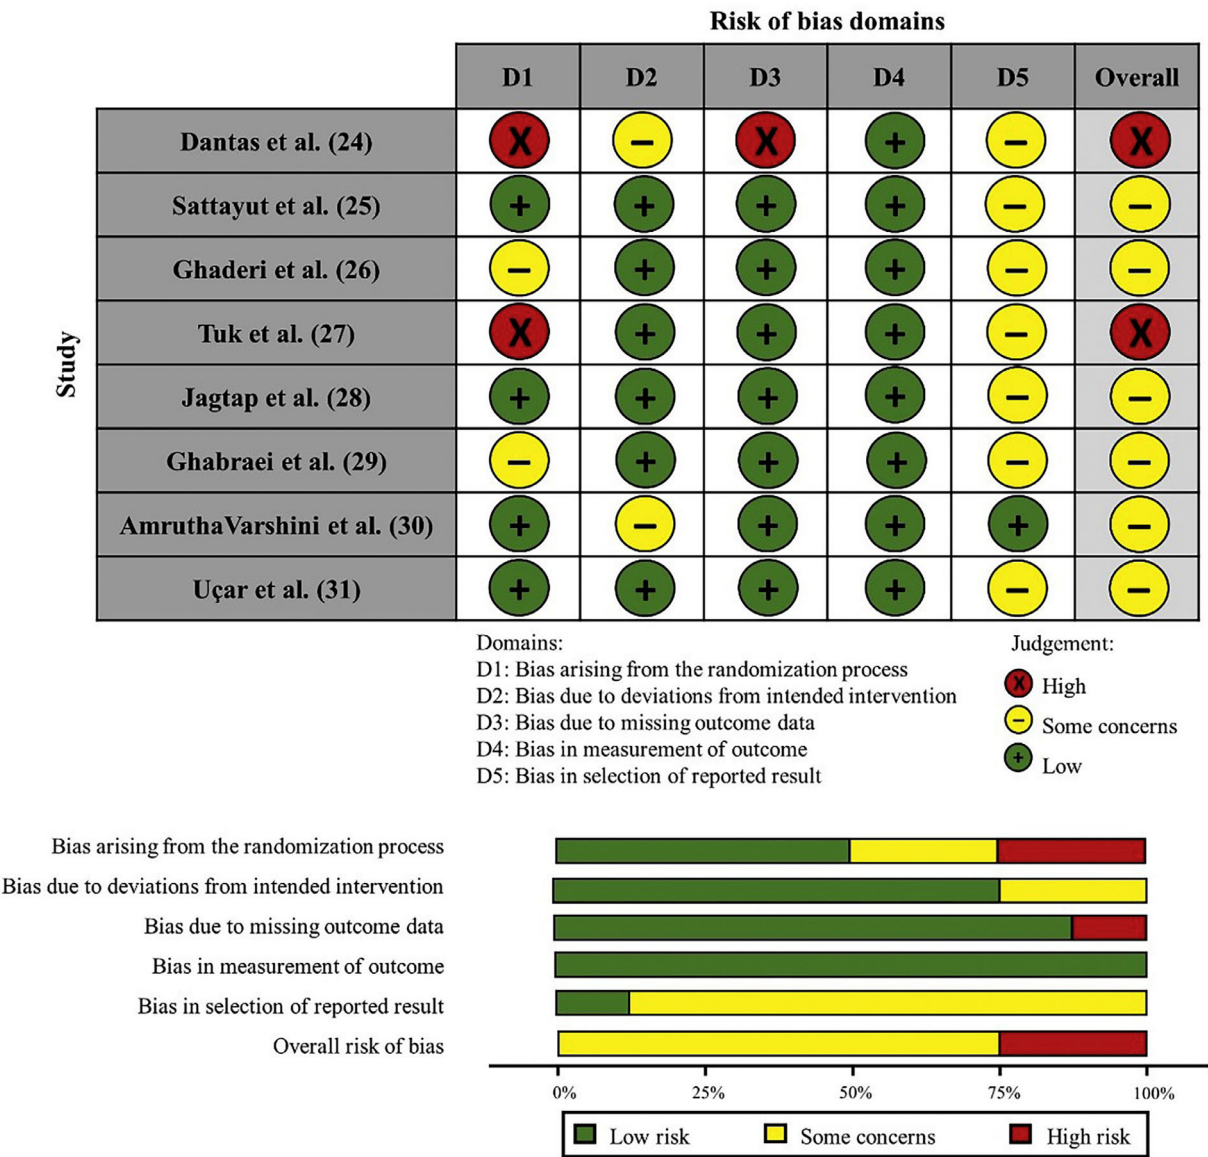 Risk of bias domains
D1 D2 D3 D4 D5 Overall
Study
Dantas et al. (24) X − X + − X
Sattayut et al. (25) + + + + − −
Ghaderi et al. (26) − + + + − −
Tuk et al. (27) X + + + − X
Jagtap et al. (28) + + + + − −
Ghabraei et al. (29) − + + + − −
AmruthaVarshini et al. (30) + − + + + −
Uçar et al. (31) + + + + − −
Domains:
D1: Bias arising from the randomization process
D2: Bias due to deviations from intended intervention
D3: Bias due to missing outcome data
D4: Bias in measurement of outcome
D5: Bias in selection of reported result
Judgement:
X High
− Some concerns
+ Low
Bias arising from the randomization process
Bias due to deviations from intended intervention
Bias due to missing outcome data
Bias in measurement of outcome
Bias in selection of reported result
Overall risk of bias
0% 25% 50% 75% 100%
Low risk Some concerns High risk